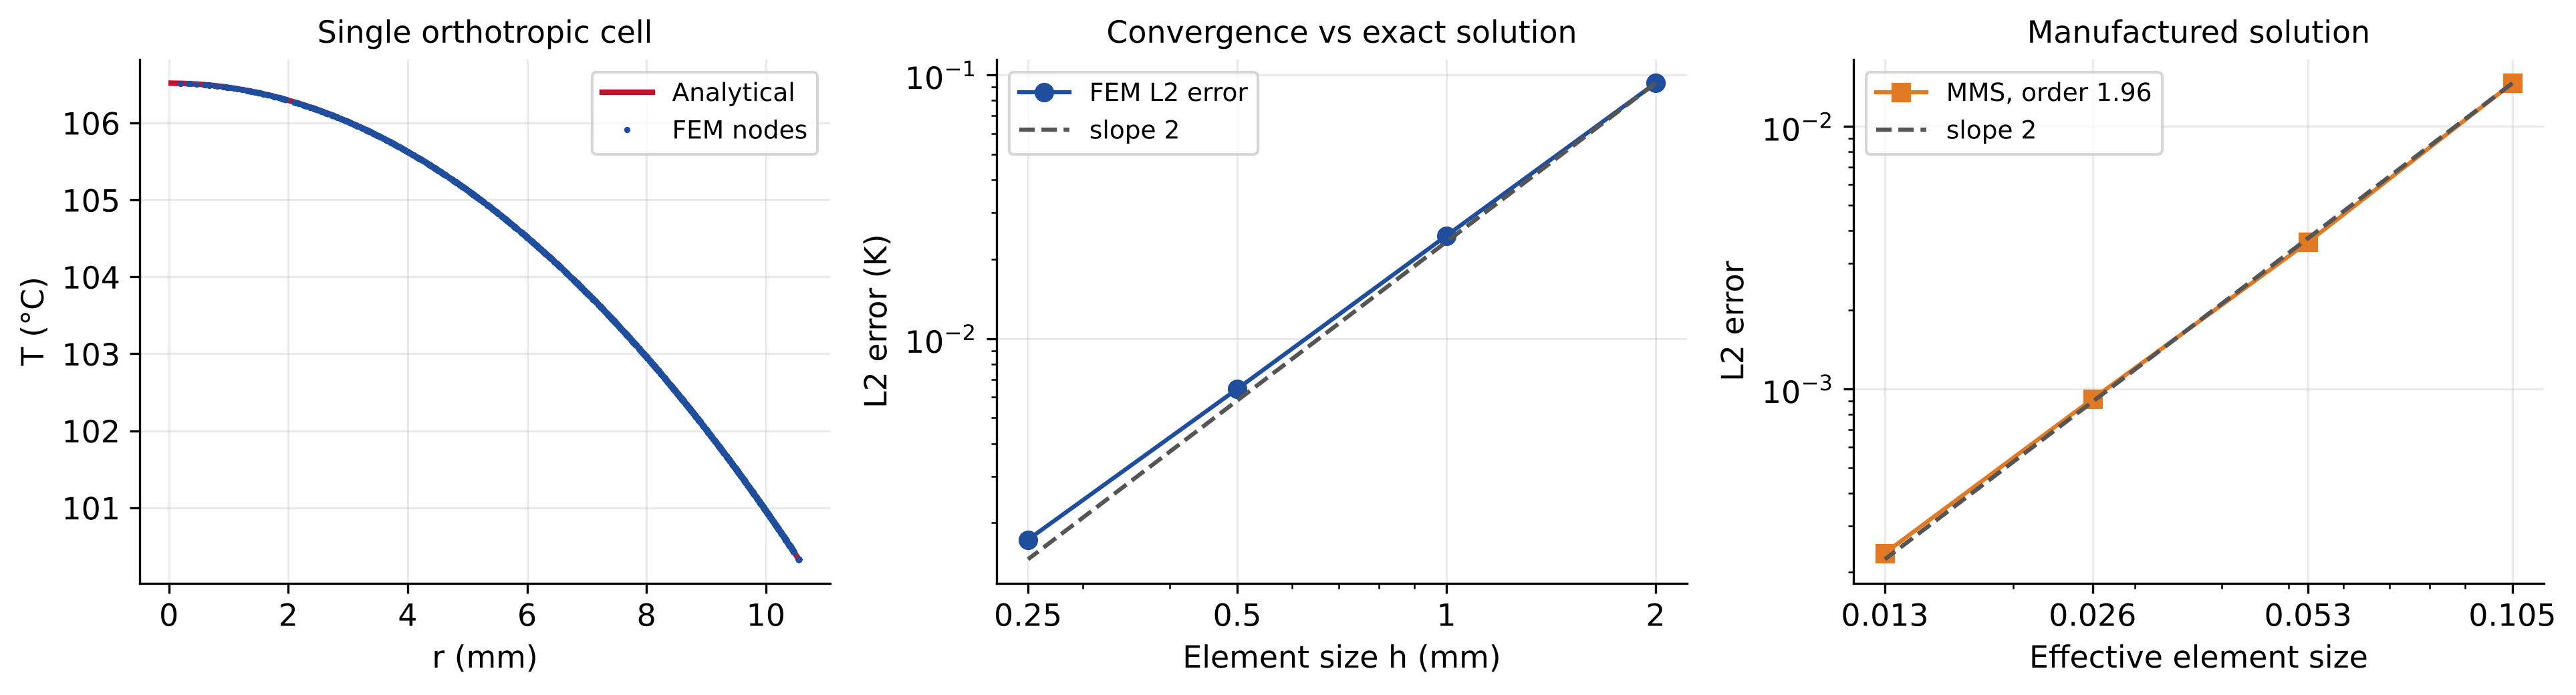 Single orthotropic cell
Analytical
FEM nodes
106
105
104
103
102
101
T (°C)
0 2 4 6 8 10
r (mm)
Convergence vs exact solution
FEM L2 error
slope 2
10⁻¹
10⁻²
L2 error (K)
0.25 0.5 1 2
Element size h (mm)
Manufactured solution
MMS, order 1.96
slope 2
10⁻²
10⁻³
L2 error
0.013 0.026 0.053 0.105
Effective element size